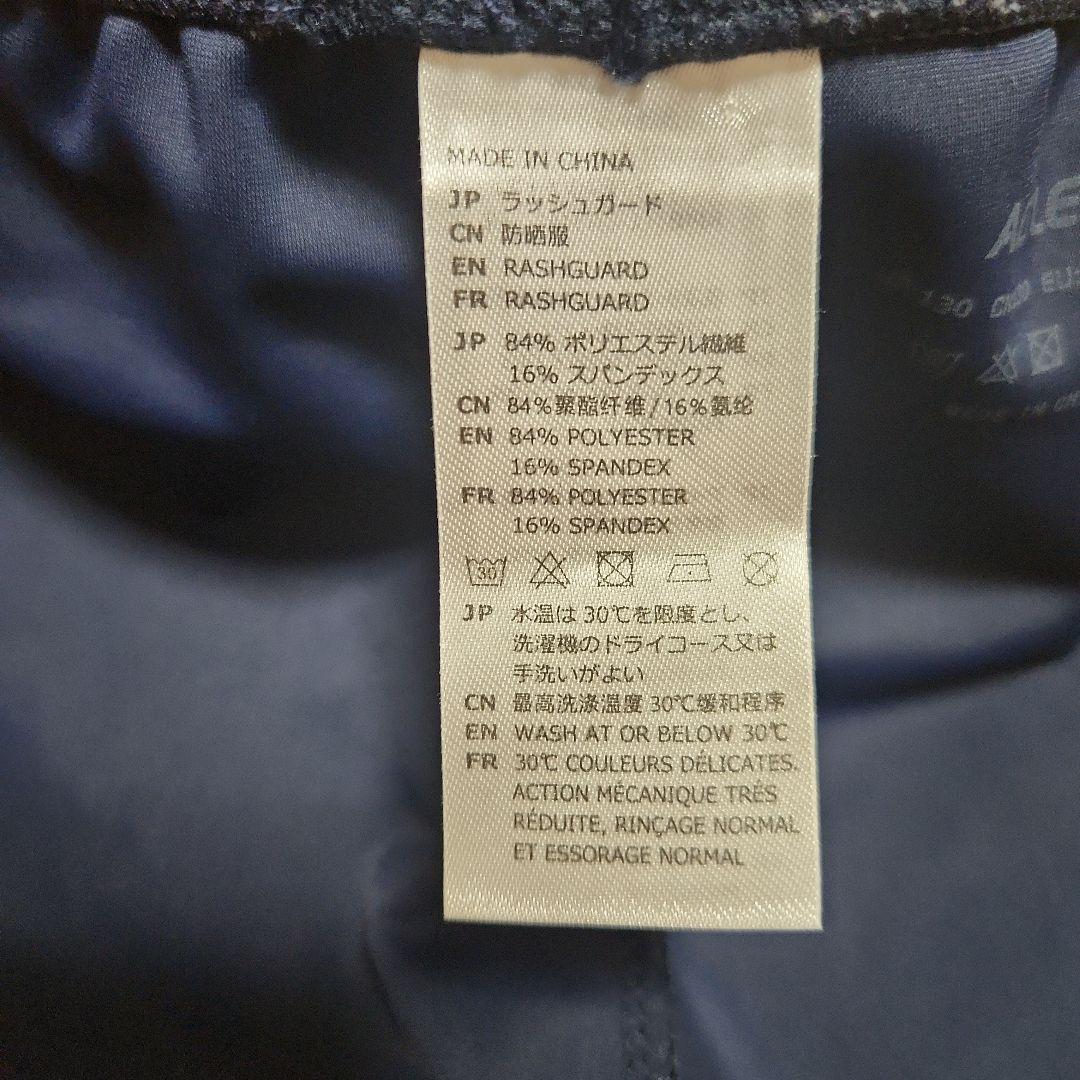 MADE IN CHINA
JP ラッシュガード
CN 防晒服
EN RASHGUARD
FR RASHGUARD
JP 84% ポリエステル繊維
16% スパンデックス
CN 84%聚酯纤维/16%氨纶
EN 84% POLYESTER
16% SPANDEX
FR 84% POLYESTER
16% SPANDEX
30
JP 水温は 30℃を限度とし、
洗濯機のドライコース又は
手洗いがよい
CN 最高洗涤温度 30℃缓和程序
EN WASH AT OR BELOW 30℃
FR 30℃ COULEURS DÉLICATES.
ACTION MÉCANIQUE TRÉS
RÉDUITE, RINÇAGE NORMAL
ET ESSORAGE NORMAL
130